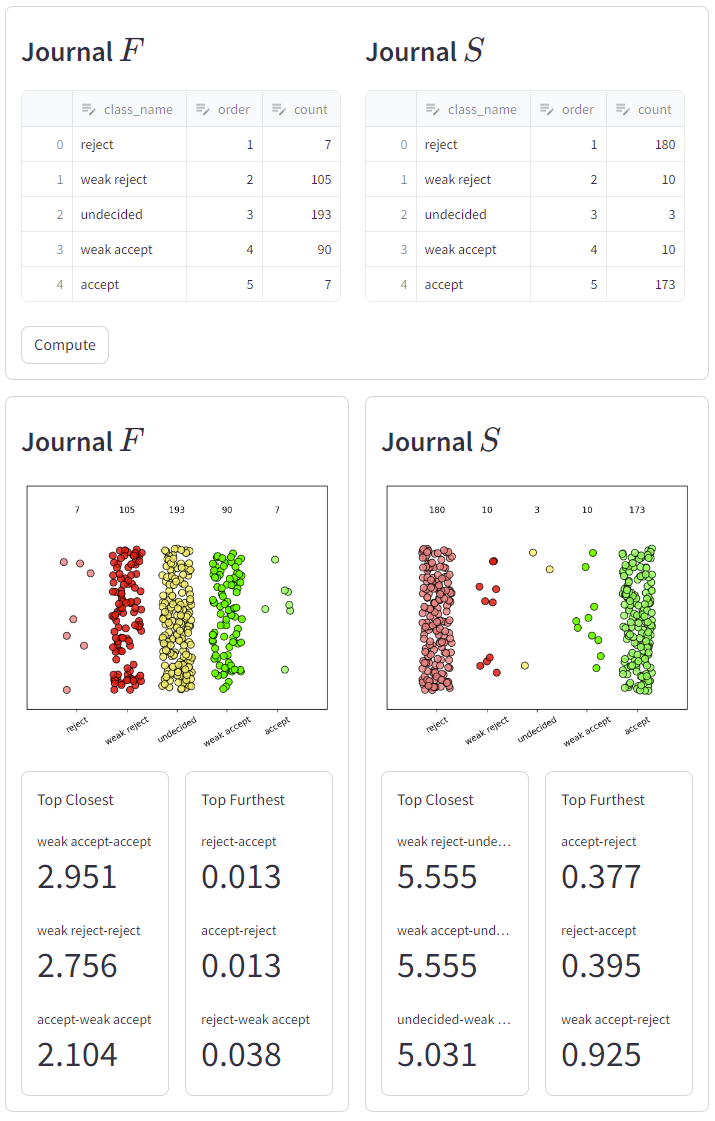 Journal F
class_name order count
0 reject 1 7
1 weak reject 2 105
2 undecided 3 193
3 weak accept 4 90
4 accept 5 7
Journal S
class_name order count
0 reject 1 180
1 weak reject 2 10
2 undecided 3 3
3 weak accept 4 10
4 accept 5 173
Compute
Journal F
7 105 193 90 7
reject weak reject undecided weak accept accept
Top Closest
weak accept-accept
2.951
weak reject-reject
2.756
accept-weak accept
2.104
Top Furthest
reject-accept
0.013
accept-reject
0.013
reject-weak accept
0.038
Journal S
180 10 3 10 173
reject weak reject undecided weak accept accept
Top Closest
weak reject-unde...
5.555
weak accept-und...
5.555
undecided-weak ...
5.031
Top Furthest
accept-reject
0.377
reject-accept
0.395
weak accept-reject
0.925